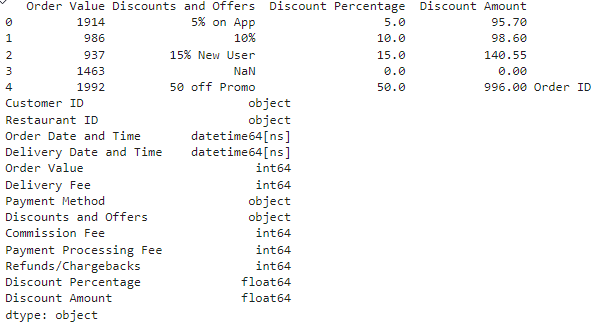 Order Value Discounts and Offers Discount Percentage Discount Amount
0 1914 5% on App 5.0 95.70
1 986 10% 10.0 98.60
2 937 15% New User 15.0 140.55
3 1463 NaN 0.0 0.00
4 1992 50 off Promo 50.0 996.00 Order ID
Customer ID object
Restaurant ID object
Order Date and Time datetime64[ns]
Delivery Date and Time datetime64[ns]
Order Value int64
Delivery Fee int64
Payment Method object
Discounts and Offers object
Commission Fee int64
Payment Processing Fee int64
Refunds/Chargebacks int64
Discount Percentage float64
Discount Amount float64
dtype: object